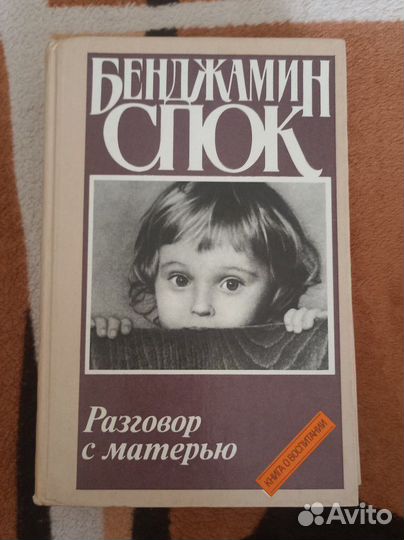 БЕНДЖАМИН
СПОК
Разговор
с матерью
КНИГА О ВОСПИТАНИИ
Avito